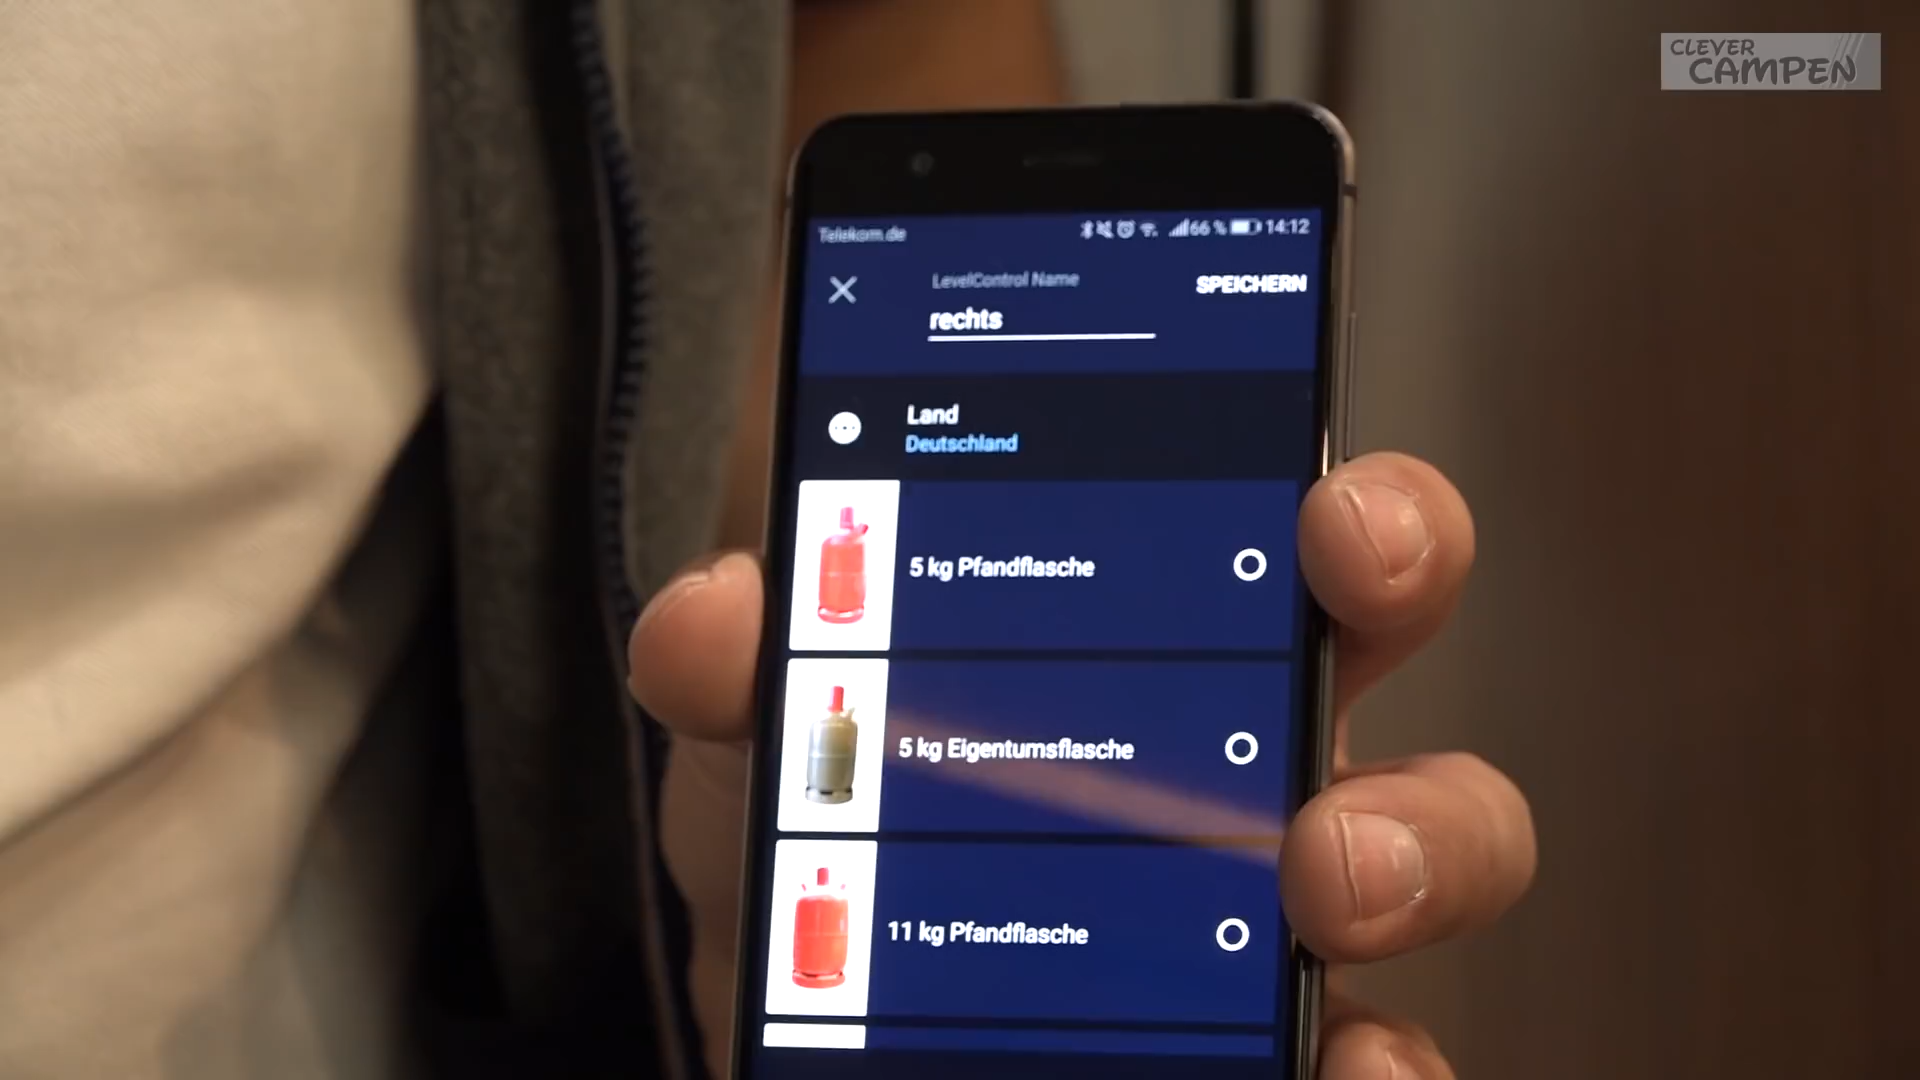 CLEVER
CAMPEN
Telekom.de 66 % 14:12
LevelControl Name
SPEICHERN
rechts
Land
Deutschland
5 kg Pfandflasche
5 kg Eigentumsflasche
11 kg Pfandflasche